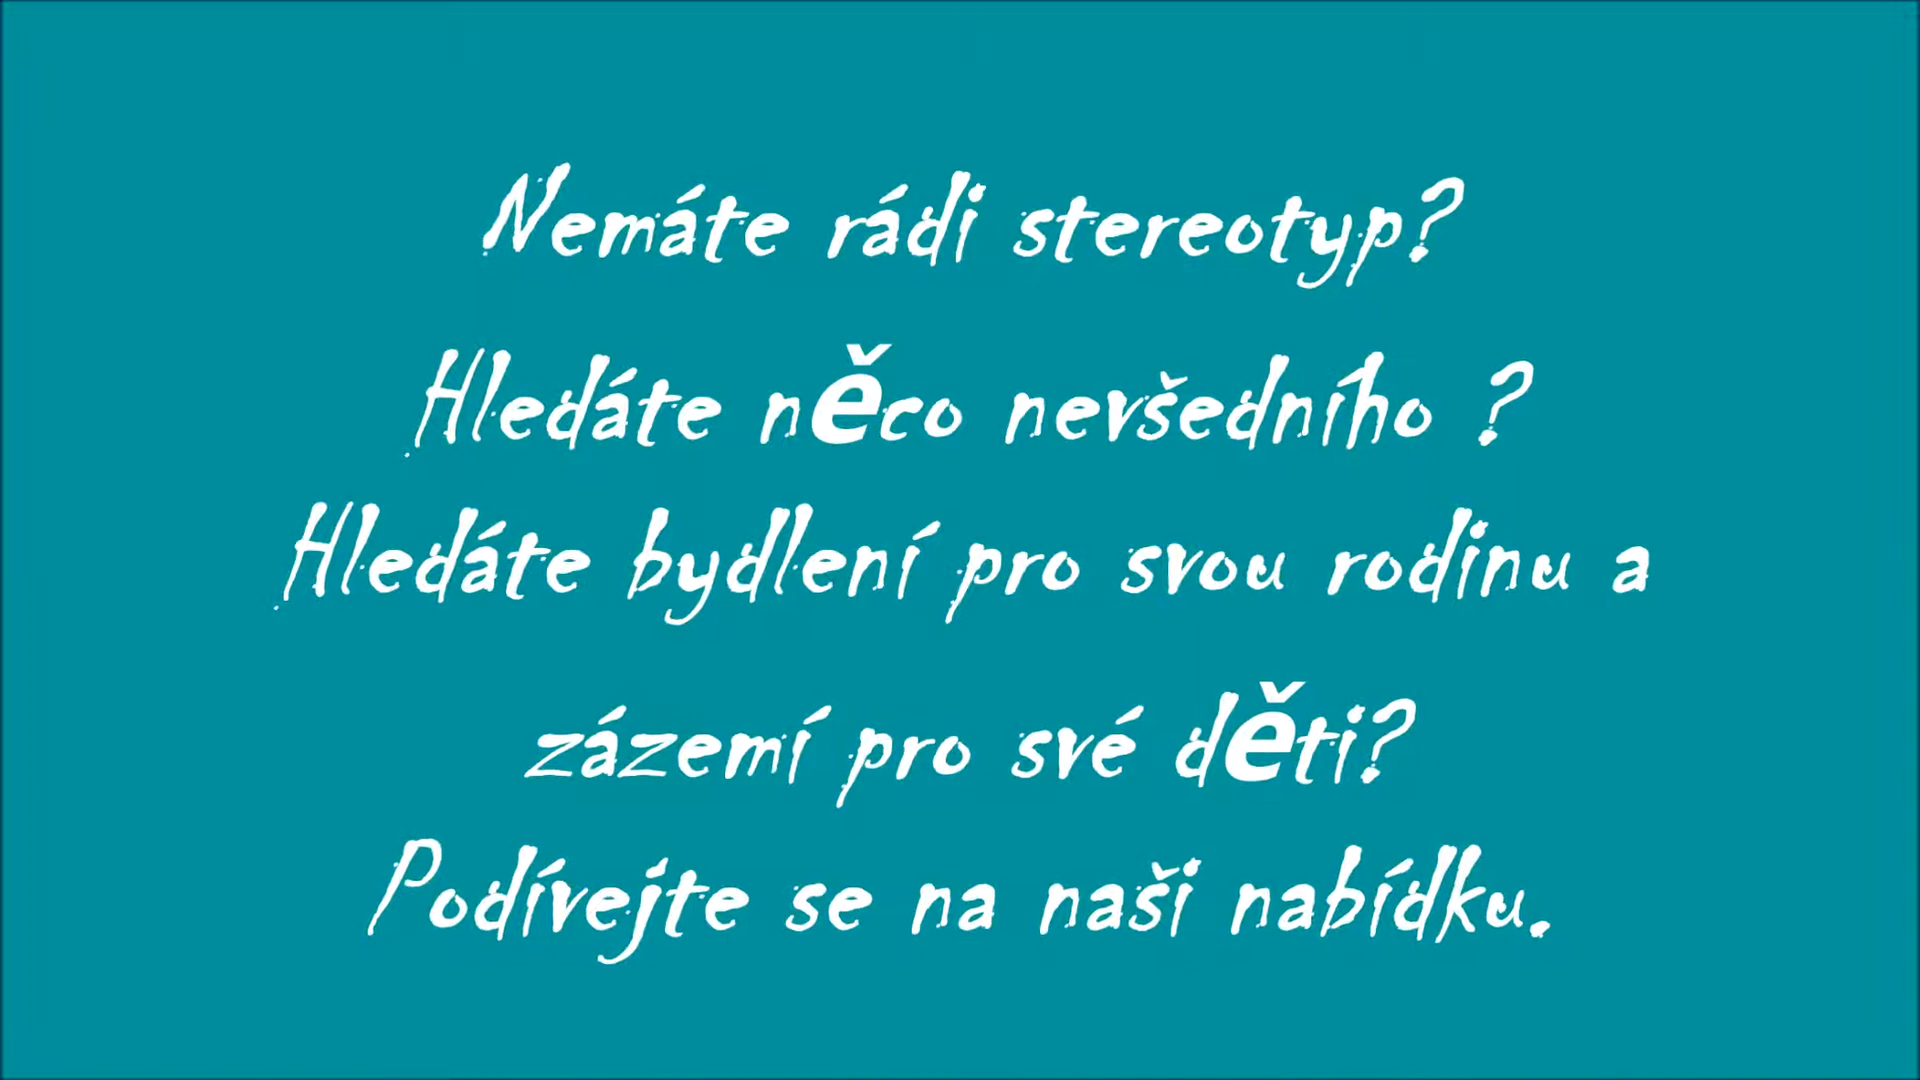 Nemáte rádi stereotyp?
Hledáte něco nevšedního ?
Hledáte bydlení pro svou rodinu a
zázemí pro své děti?
Podívejte se na naši nabídku.